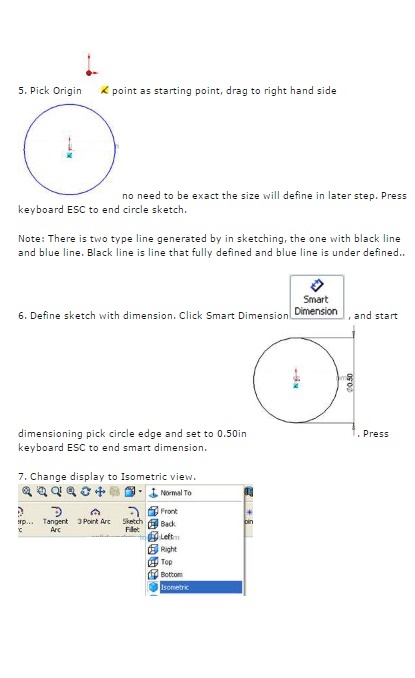 5. Pick Origin point as starting point, drag to right hand side
no need to be exact the size will define in later step. Press
keyboard ESC to end circle sketch.
Note: There is two type line generated by in sketching, the one with black line
and blue line. Black line is line that fully defined and blue line is under defined..
Smart
Dimension
6. Define sketch with dimension. Click Smart Dimension , and start
Ø0.50
dimensioning pick circle edge and set to 0.50in . Press
keyboard ESC to end smart dimension.
7. Change display to Isometric view.
Normal To
Front
Back
Left
Right
Top
Bottom
Isometric
Tangent
Arc
3 Point Arc
Sketch
Fillet